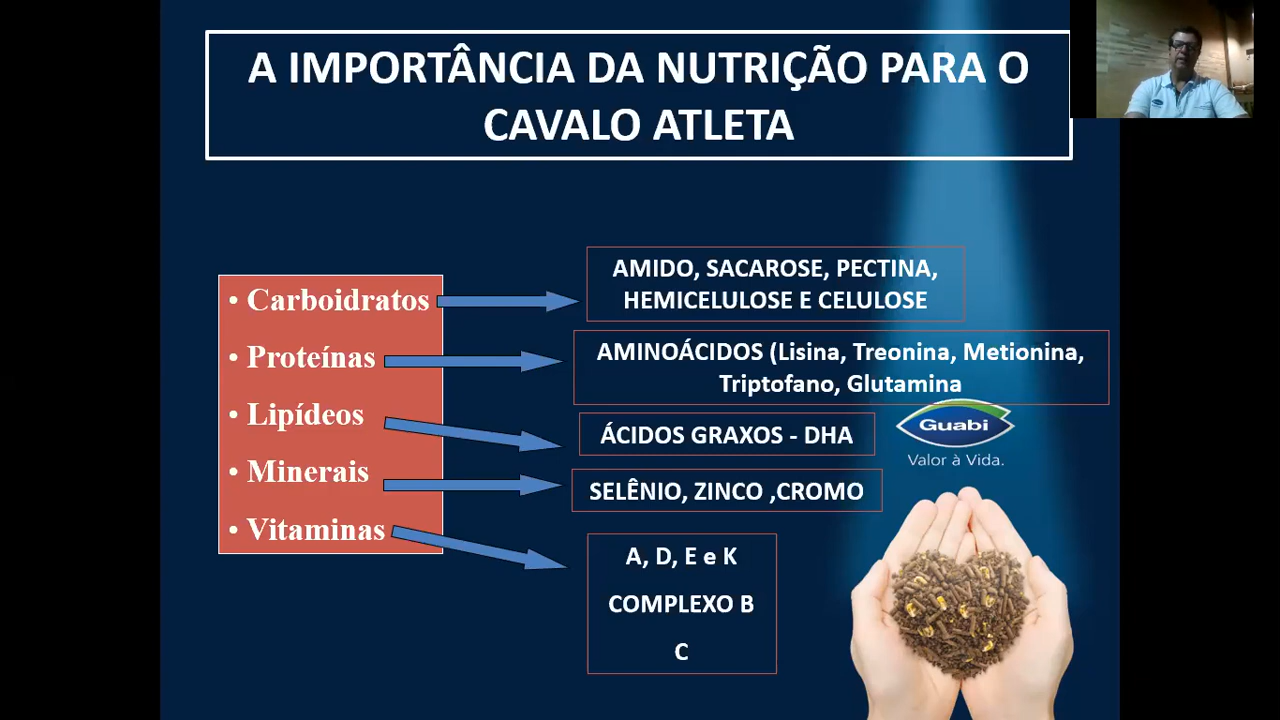 A IMPORTÂNCIA DA NUTRIÇÃO PARA O
CAVALO ATLETA
• Carboidratos
AMIDO, SACAROSE, PECTINA,
HEMICELULOSE E CELULOSE
• Proteínas
AMINOÁCIDOS (Lisina, Treonina, Metionina,
Triptofano, Glutamina
• Lipídeos
ÁCIDOS GRAXOS - DHA
• Minerais
SELÊNIO, ZINCO ,CROMO
• Vitaminas
A, D, E e K
COMPLEXO B
C
Guabi
Valor à Vida.